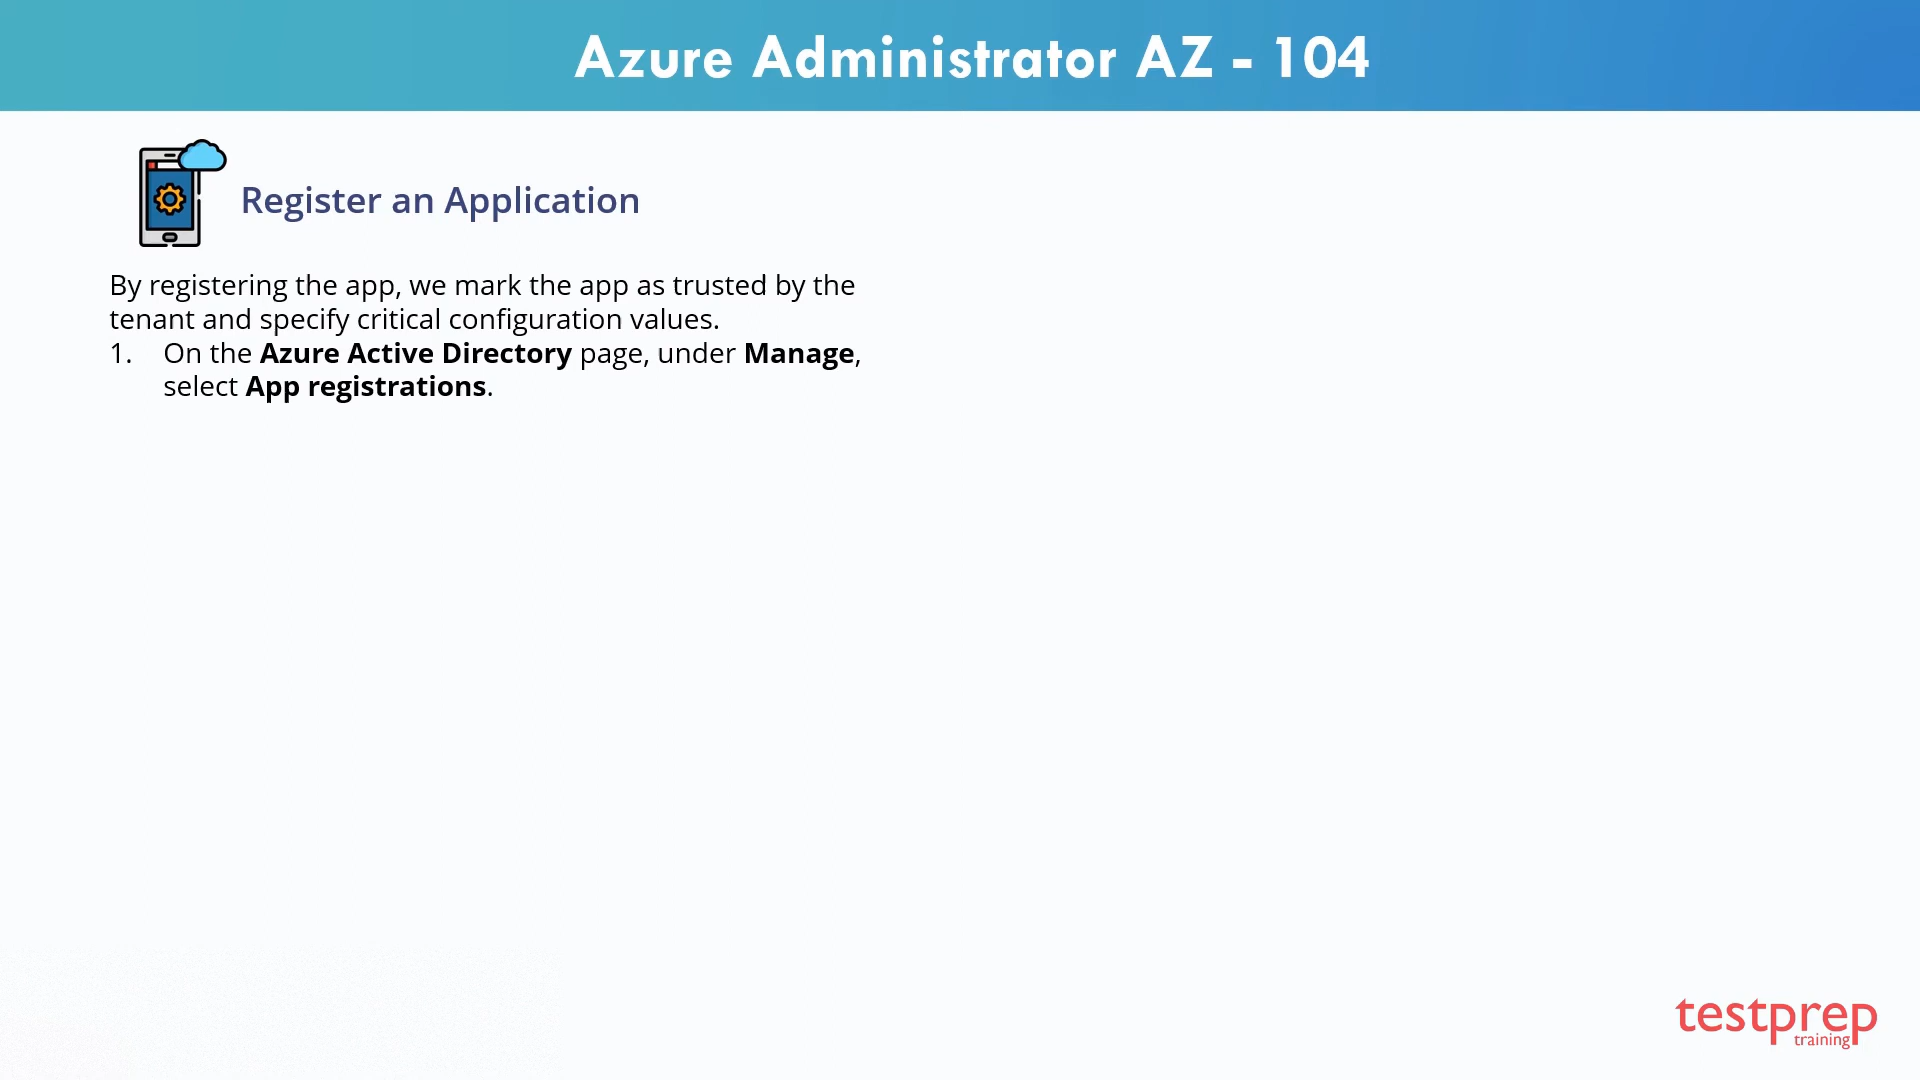 Azure Administrator AZ - 104
Register an Application
By registering the app, we mark the app as trusted by the
tenant and specify critical configuration values.
1. On the Azure Active Directory page, under Manage,
select App registrations.
testprep
training